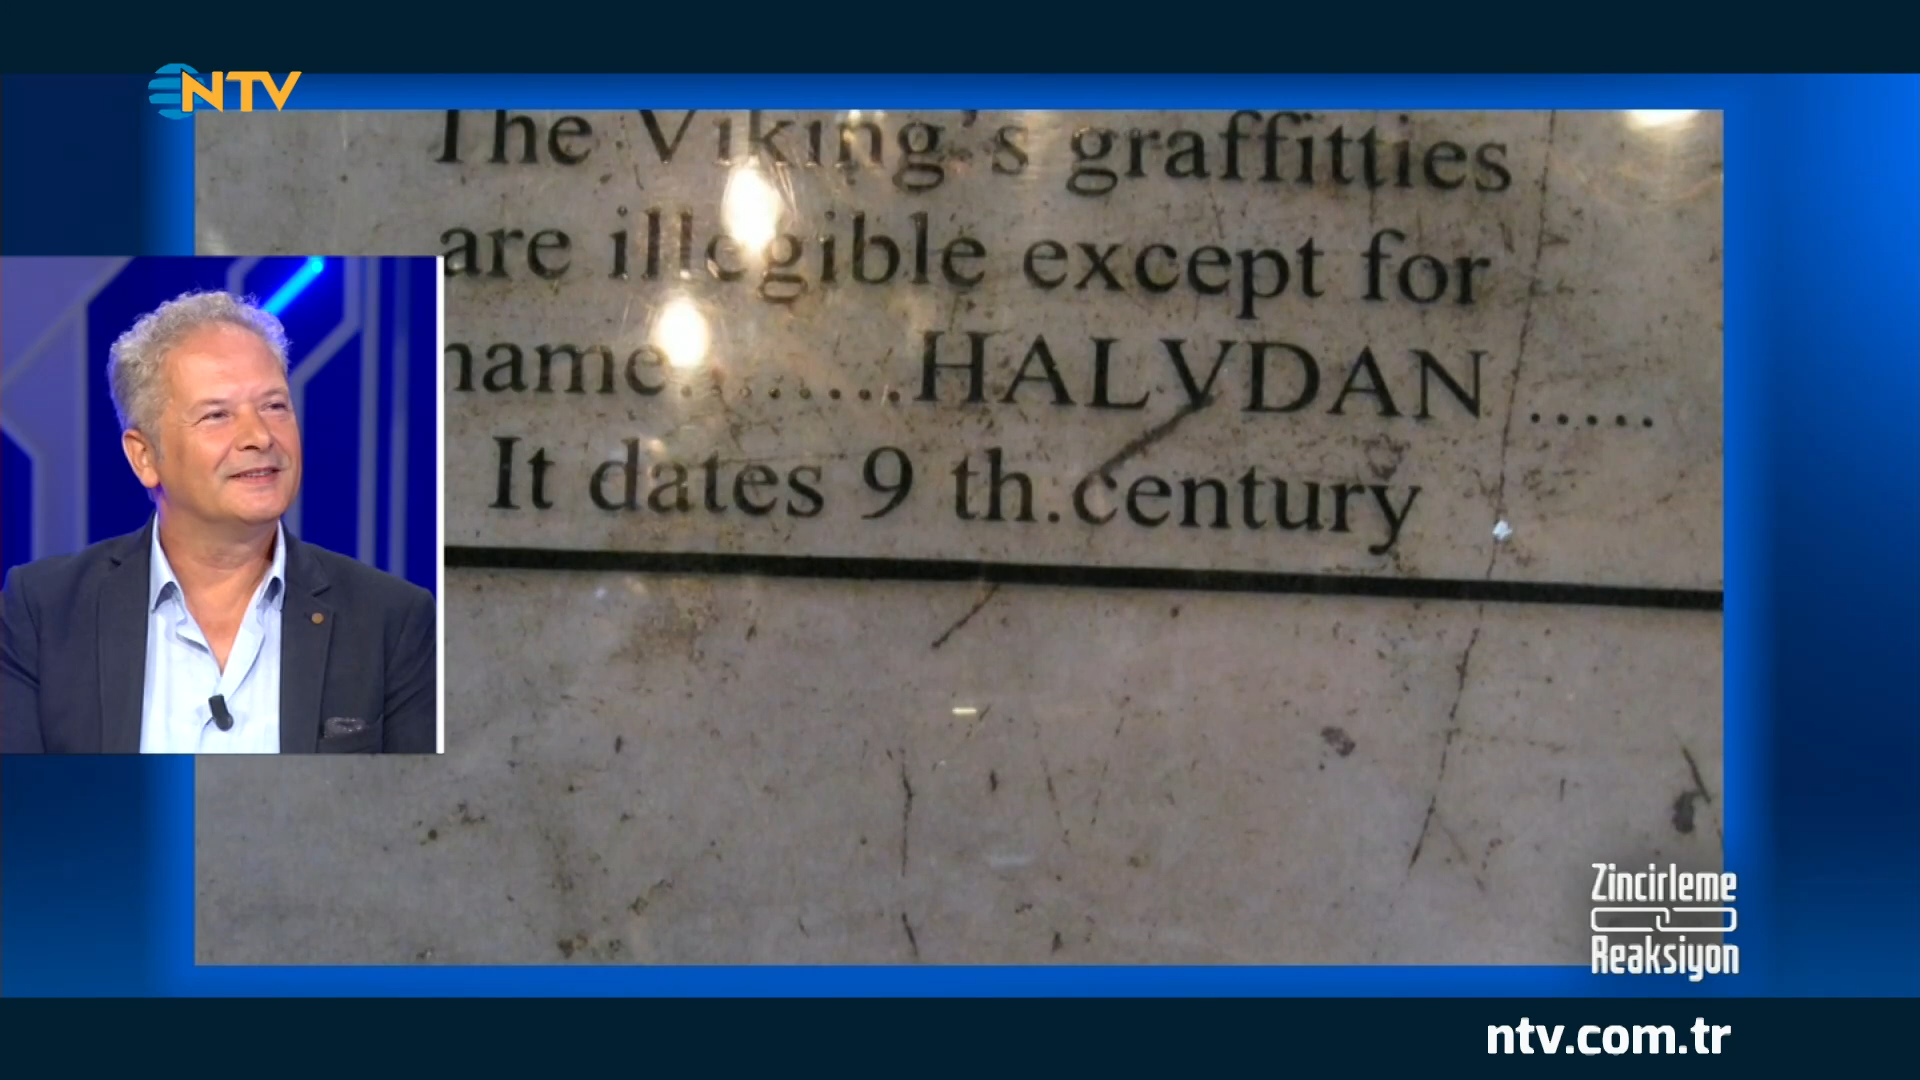 NTV
The Viking's graffitties
are illegible except for
name........HALVDAN .....
It dates 9 th.century
Zincirleme
Reaksiyon
ntv.com.tr